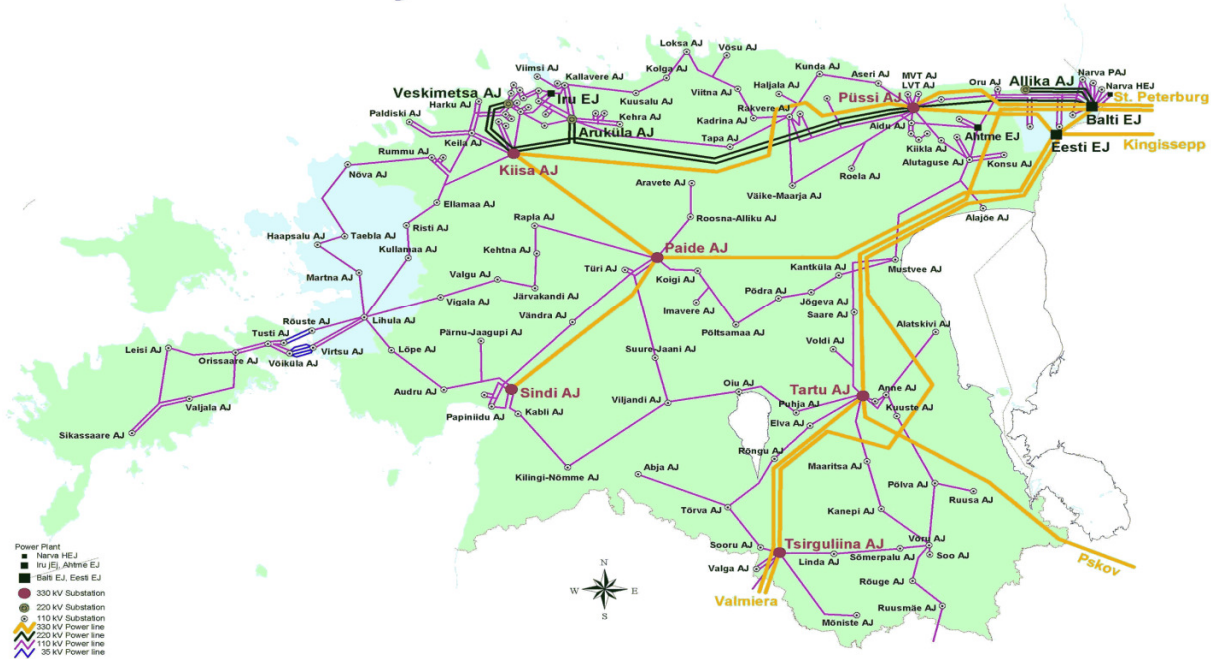 Loksa AJ
Võsu AJ
Viimsi AJ
Kallavere AJ
Kolga AJ
Kunda AJ
Aseri AJ
MVT AJ
LVT AJ
Oru AJ
Allika AJ
Narva PAJ
Narva HEJ
Veskimetsa AJ
Harku AJ
Iru EJ
Kuusalu AJ
Viitna AJ
Haljala AJ
Püssi AJ
St. Peterburg
Paldiski AJ
Kehra AJ
Rakvere AJ
Kadrina AJ
Balti EJ
Aruküla AJ
Aidu AJ
Ahtme EJ
Keila AJ
Tapa AJ
Kiikla AJ
Eesti EJ
Kingissepp
Rummu AJ
Kiisa AJ
Alutaguse AJ
Konsu AJ
Nõva AJ
Roela AJ
Aravete AJ
Väike-Maarja AJ
Ellamaa AJ
Rapla AJ
Roosna-Alliku AJ
Alajõe AJ
Risti AJ
Taebla AJ
Haapsalu AJ
Kullamaa AJ
Kehtna AJ
Paide AJ
Martna AJ
Valgu AJ
Türi AJ
Koigi AJ
Kantküla AJ
Mustvee AJ
Järvakandi AJ
Vigala AJ
Imavere AJ
Põdra AJ
Jõgeva AJ
Saare AJ
Rõuste AJ
Lihula AJ
Vändra AJ
Põltsamaa AJ
Tusti AJ
Pärnu-Jaagupi AJ
Alatskivi AJ
Leisi AJ
Orissaare AJ
Virtsu AJ
Võiküla AJ
Lõpe AJ
Suure-Jaani AJ
Voldi AJ
Audru AJ
Sindi AJ
Oiu AJ
Tartu AJ
Anne AJ
Valjala AJ
Viljandi AJ
Puhja AJ
Kuuste AJ
Papiniidu AJ
Kabli AJ
Elva AJ
Sikassaare AJ
Rõngu AJ
Kilingi-Nõmme AJ
Abja AJ
Maaritsa AJ
Põlva AJ
Ruusa AJ
Tõrva AJ
Kanepi AJ
Võru AJ
Sooru AJ
Tsirguliina AJ
Sõmerpalu AJ
Soo AJ
Linda AJ
Valga AJ
Pskov
Rõuge AJ
Valmiera
Ruusmäe AJ
Mõniste AJ
N
W
E
S
Power Plant
Narva HEJ
Iru jEj, Ahtme EJ
Balti EJ, Eesti EJ
330 kV Substation
220 kV Substation
110 kV Substation
330 kV Power line
220 kV Power line
110 kV Power line
35 kV Power line